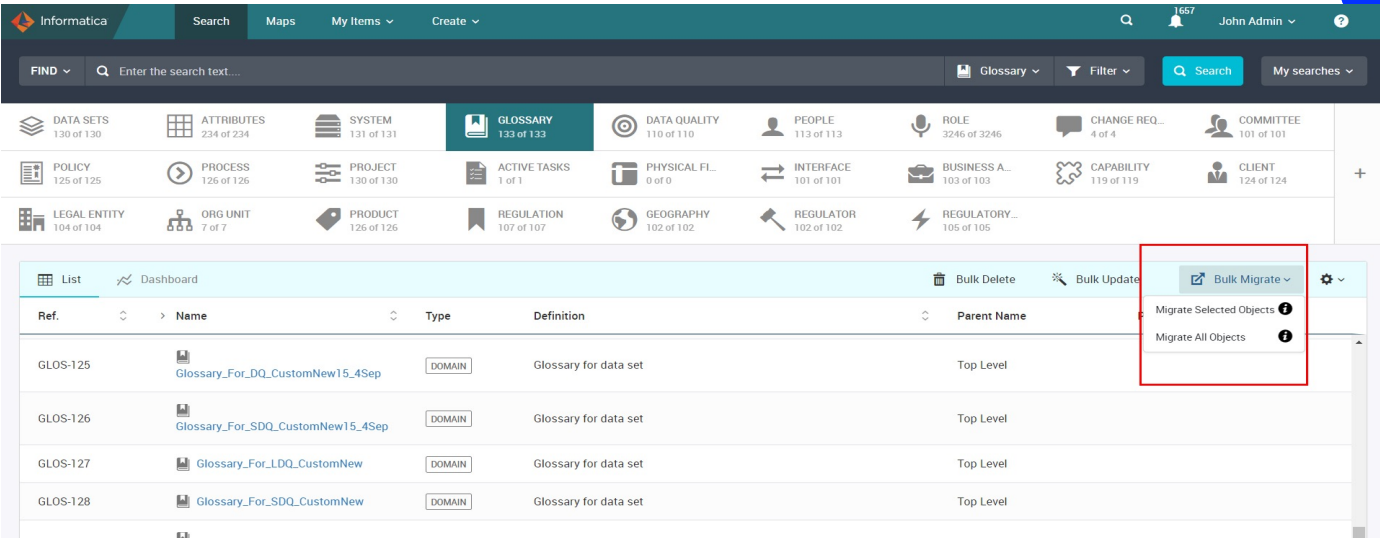 Informatica Search Maps My Items Create 1657 John Admin ?
FIND Enter the search text.... Glossary Filter Search My searches
DATA SETS ATTRIBUTES SYSTEM GLOSSARY DATA QUALITY PEOPLE ROLE CHANGE REQ... COMMITTEE
130 of 130 234 of 234 131 of 131 133 of 133 110 of 110 113 of 113 3246 of 3246 4 of 4 101 of 101
POLICY PROCESS PROJECT ACTIVE TASKS PHYSICAL FI... INTERFACE BUSINESS A... CAPABILITY CLIENT +
125 of 125 126 of 126 130 of 130 1 of 1 0 of 0 101 of 101 103 of 103 119 of 119 124 of 124
LEGAL ENTITY ORG UNIT PRODUCT REGULATION GEOGRAPHY REGULATOR REGULATORY...
104 of 104 7 of 7 126 of 126 107 of 107 102 of 102 102 of 102 105 of 105
List Dashboard Bulk Delete Bulk Update Bulk Migrate
Ref. Name Type Definition Parent Name
Migrate Selected Objects i
Migrate All Objects i
GLOS-125 Glossary_For_DQ_CustomNew15_4Sep DOMAIN Glossary for data set Top Level
GLOS-126 Glossary_For_SDQ_CustomNew15_4Sep DOMAIN Glossary for data set Top Level
GLOS-127 Glossary_For_LDQ_CustomNew DOMAIN Glossary for data set Top Level
GLOS-128 Glossary_For_SDQ_CustomNew DOMAIN Glossary for data set Top Level